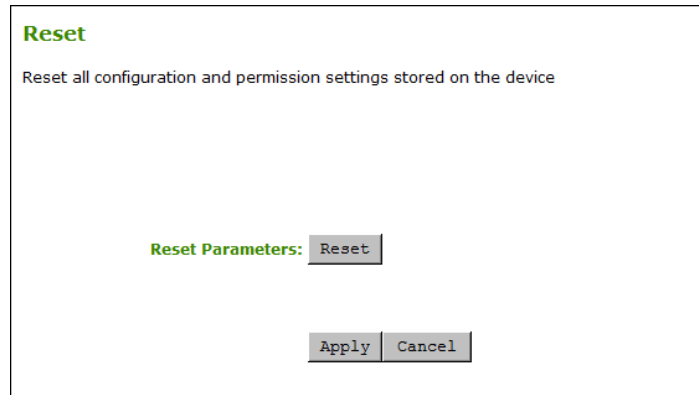 Reset
Reset all configuration and permission settings stored on the device
Reset Parameters: Reset
Apply Cancel